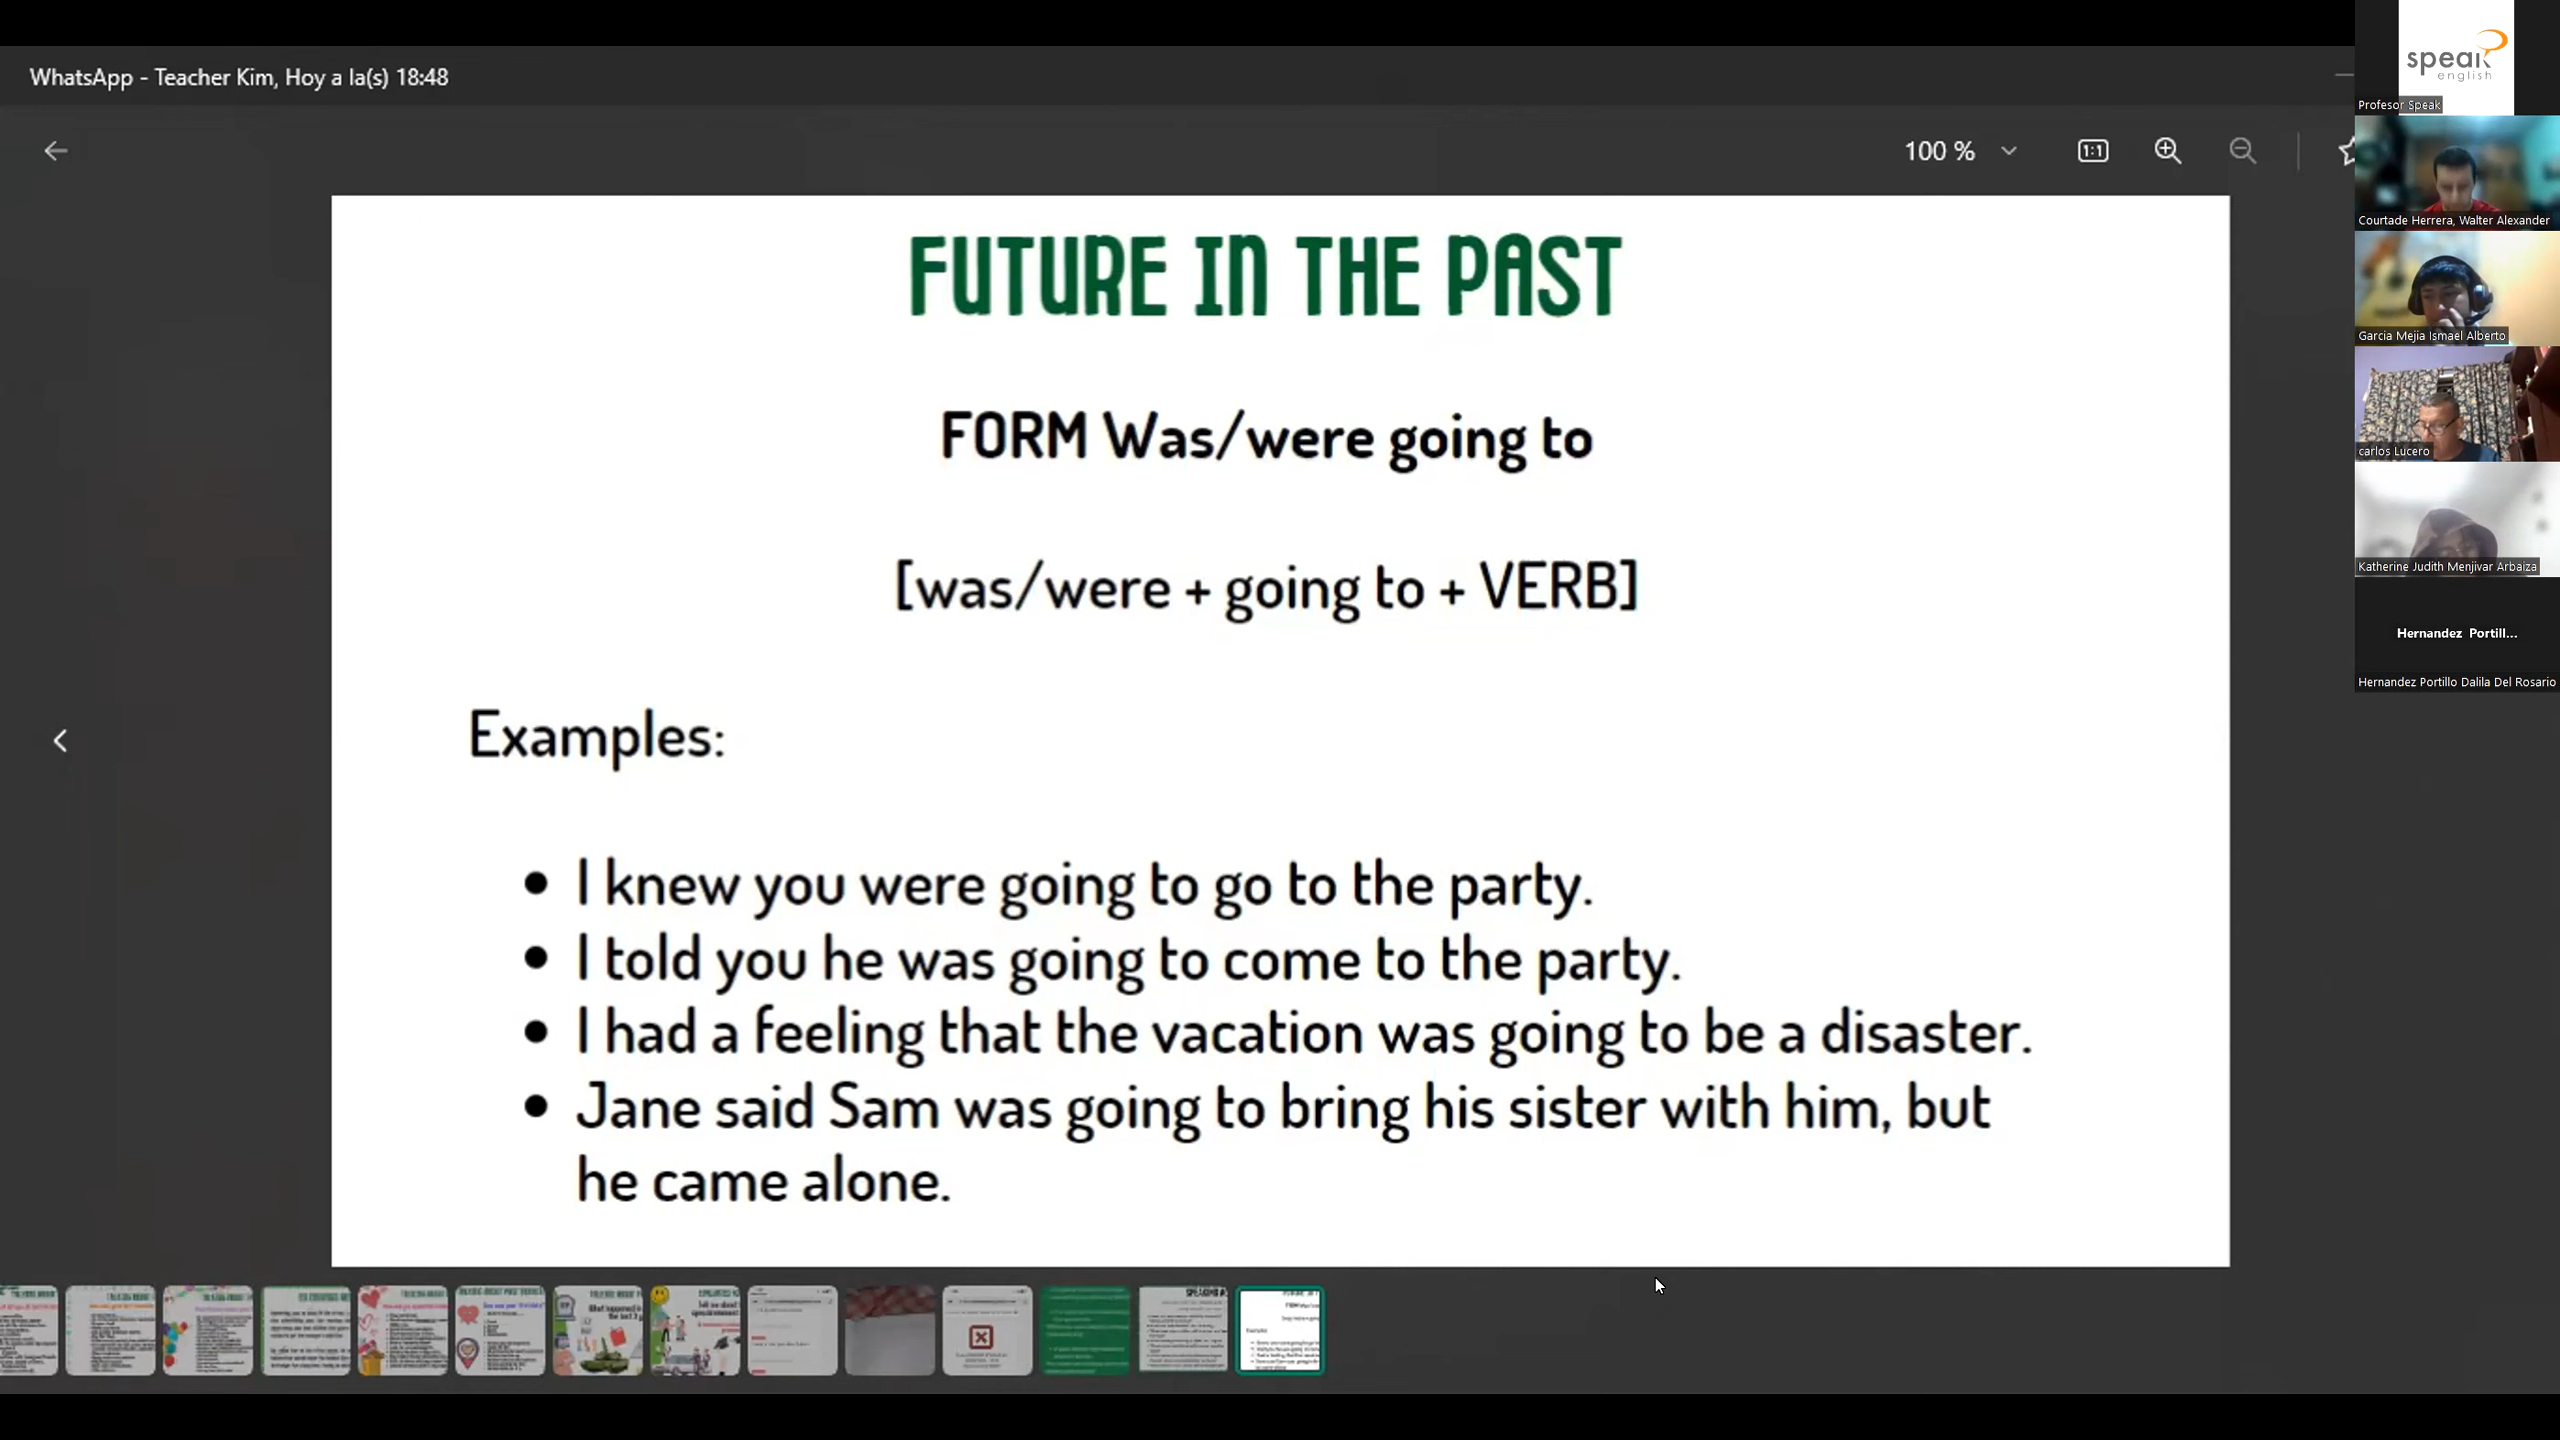 WhatsApp - Teacher Kim, Hoy a la(s) 18:48
100 %
1:1
FUTURE IN THE PAST
FORM Was/were going to
[was/were + going to + VERB]
Examples:
• I knew you were going to go to the party.
• I told you he was going to come to the party.
• I had a feeling that the vacation was going to be a disaster.
• Jane said Sam was going to bring his sister with him, but
he came alone.
speak
english
Profesor Speak
Courtade Herrera, Walter Alexander
Garcia Mejia Ismael Alberto
carlos Lucero
Katherine Judith Menjivar Arbaiza
Hernandez Portill...
Hernandez Portillo Dalila Del Rosario